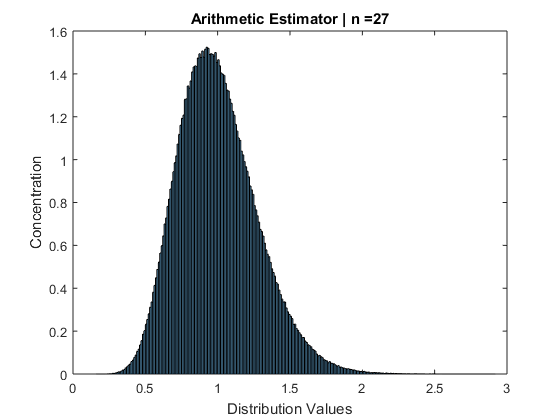 Arithmetic Estimator | n =27
1.6
1.4
1.2
1
0.8
0.6
0.4
0.2
0
Concentration
0 0.5 1 1.5 2 2.5 3
Distribution Values